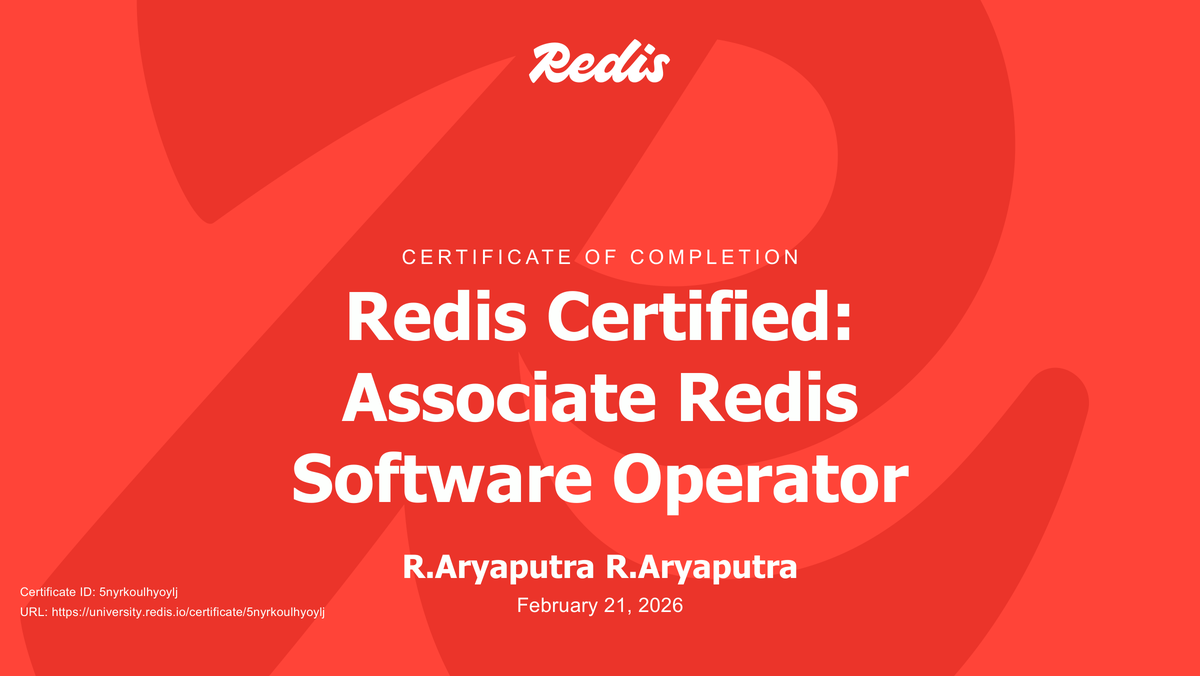 Redis
CERTIFICATE OF COMPLETION
Redis Certified:
Associate Redis
Software Operator
R.Aryaputra R.Aryaputra
February 21, 2026
Certificate ID: 5nyrkoulhyoylj
URL: https://university.redis.io/certificate/5nyrkoulhyoylj